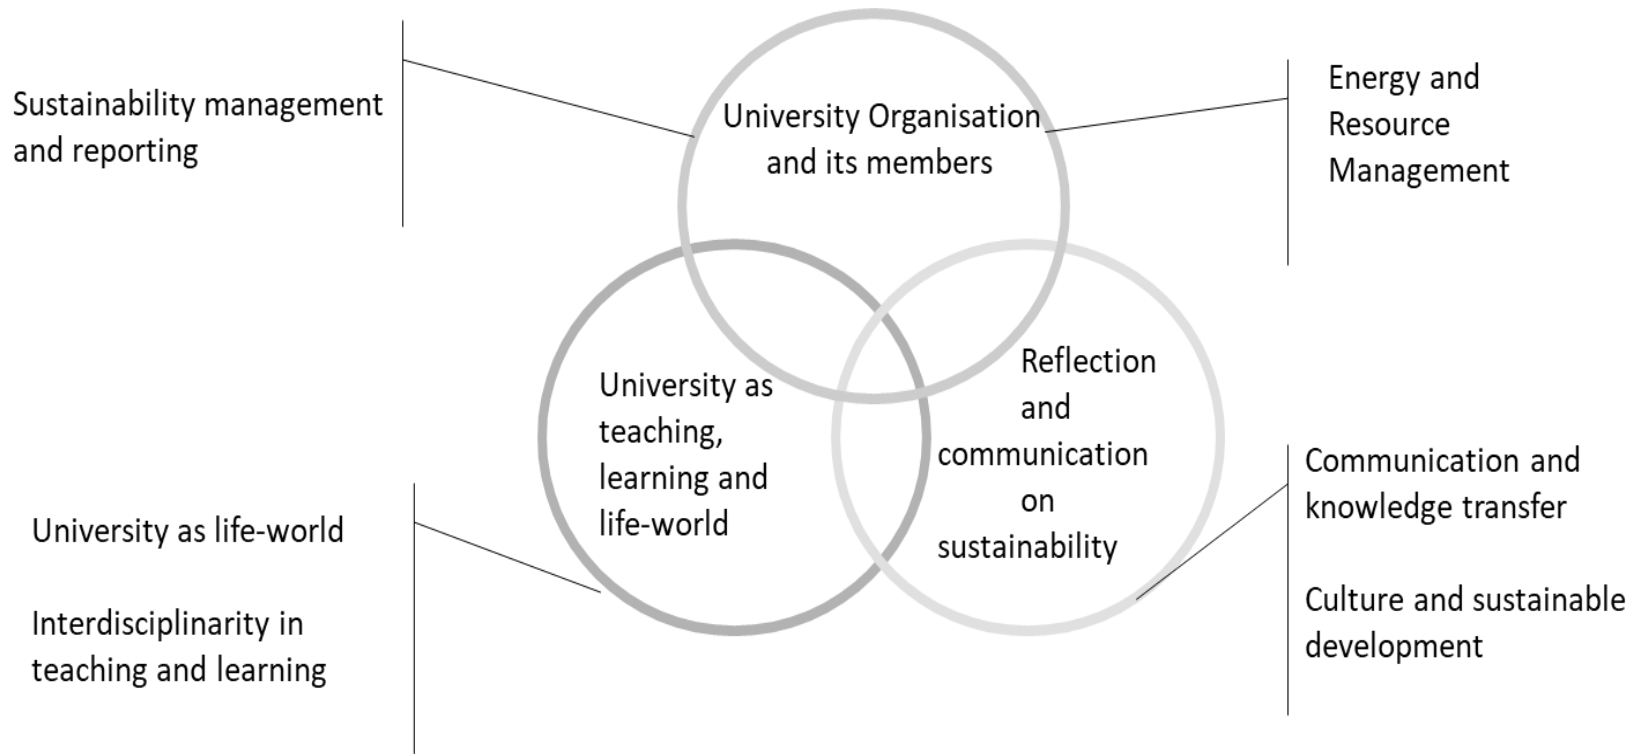 Sustainability management
and reporting
University Organisation
and its members
Energy and
Resource
Management
University as
teaching,
learning and
life-world
Reflection
and
communication
on
sustainability
University as life-world
Interdisciplinarity in
teaching and learning
Communication and
knowledge transfer
Culture and sustainable
development